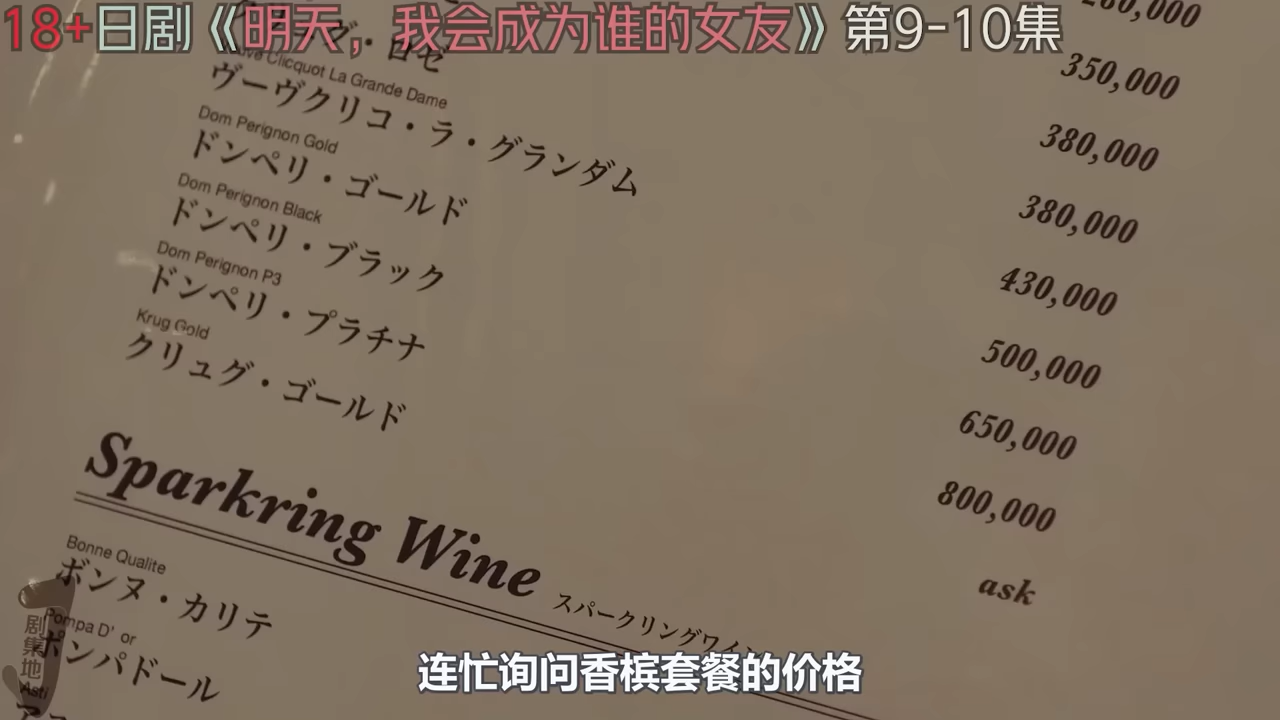 18+日剧《明天，我会成为谁的女友》第9-10集
350,000
Clicquot La Grande Dame
ヴーヴクリコ・ラ・グランダム
380,000
Dom Perignon Gold
ドンペリ・ゴールド
380,000
Dom Perignon Black
ドンペリ・ブラック
430,000
Dom Perignon P3
ドンペリ・プラチナ
500,000
Krug Gold
クリュグ・ゴールド
650,000
800,000
ask
Sparkring Wine
スパークリングワイン
Bonne Qualite
ボンヌ・カリテ
Pompa D' or
ポンパドール
Asti
剧集地
连忙询问香槟套餐的价格